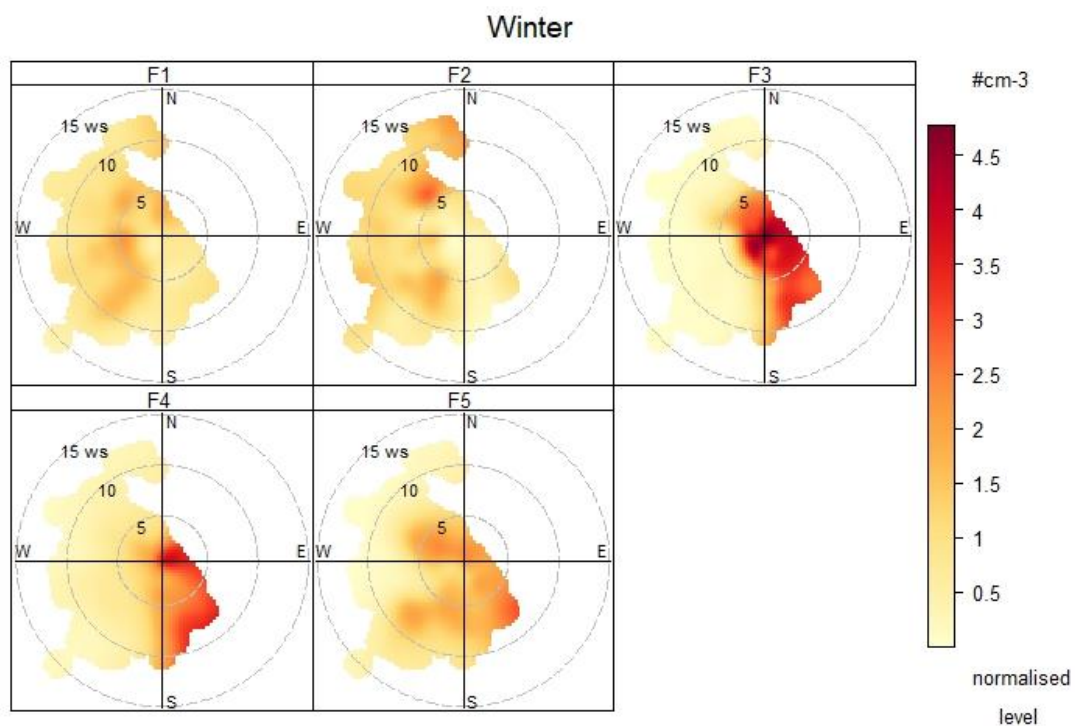 Winter
F1 F2 F3
#cm-3
N N N
15 ws 15 ws 15 ws
10 10 10
5 5 5
W E W E W E
S S S
4.5
4
3.5
3
2.5
2
1.5
1
0.5
F4 F5
N N
15 ws 15 ws
10 10
5 5
W E W E
S S
normalised
level